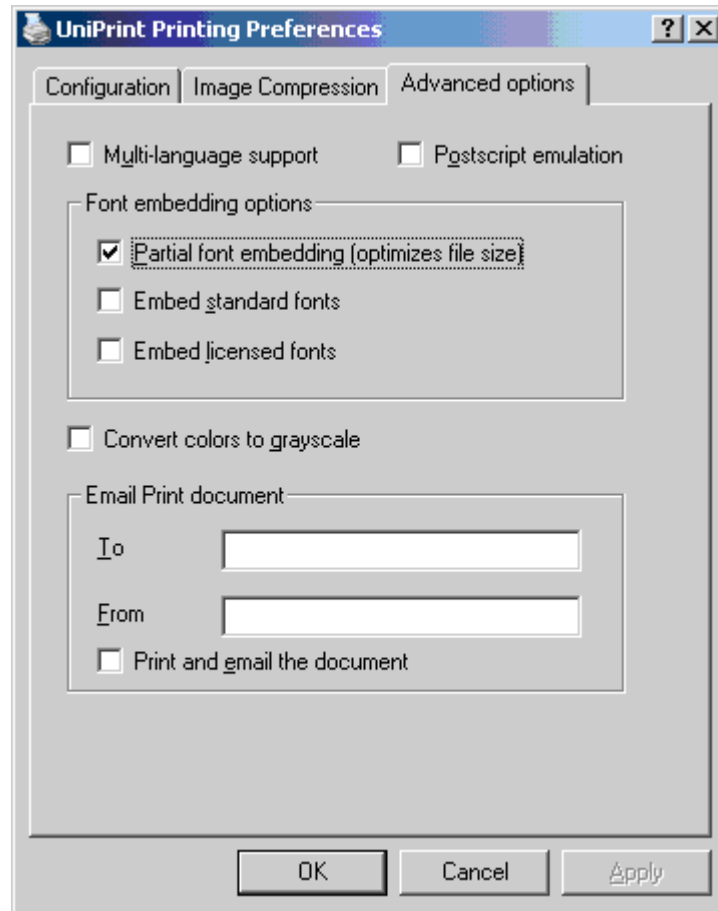 UniPrint Printing Preferences
Configuration Image Compression Advanced options
Multi-language support Postscript emulation
Font embedding options
Partial font embedding (optimizes file size)
Embed standard fonts
Embed licensed fonts
Convert colors to grayscale
Email Print document
To
From
Print and email the document
OK Cancel Apply